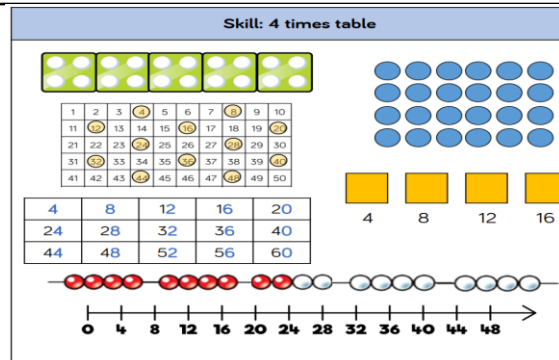 Skill: 4 times table
1 2 3 4 5 6 7 8 9 10
11 12 13 14 15 16 17 18 19 20
21 22 23 24 25 26 27 28 29 30
31 32 33 34 35 36 37 38 39 40
41 42 43 44 45 46 47 48 49 50
4 8 12 16
4 8 12 16 20
24 28 32 36 40
44 48 52 56 60
0 4 8 12 16 20 24 28 32 36 40 44 48